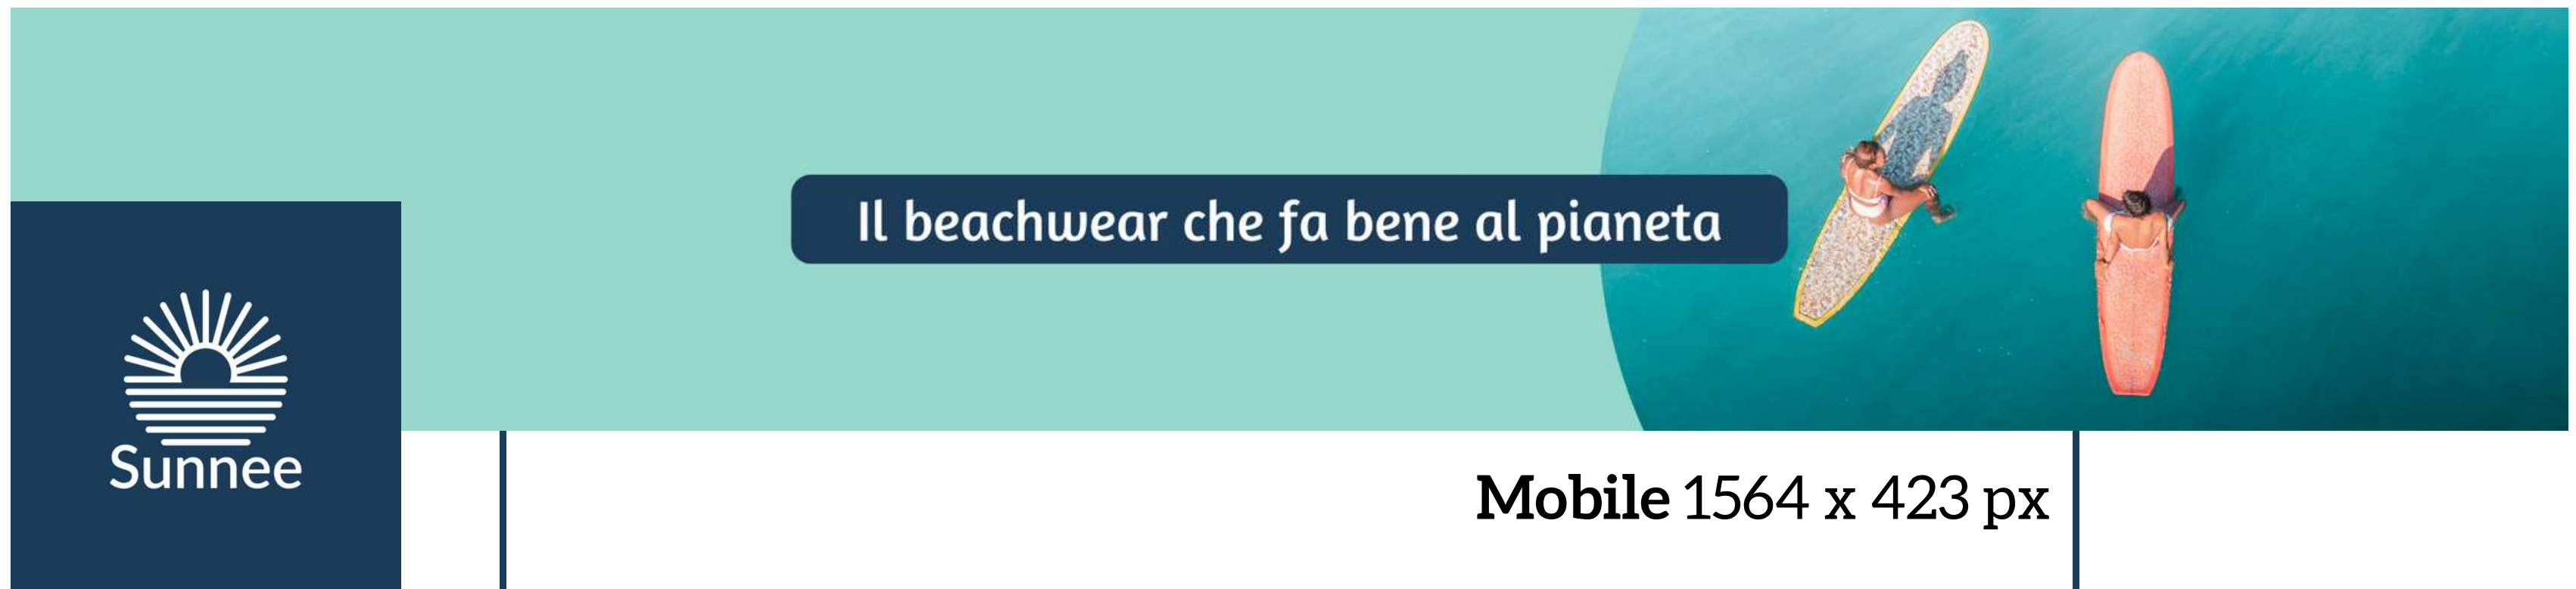 Il beachwear che fa bene al pianeta
Sunnee
Mobile 1564 x 423 px